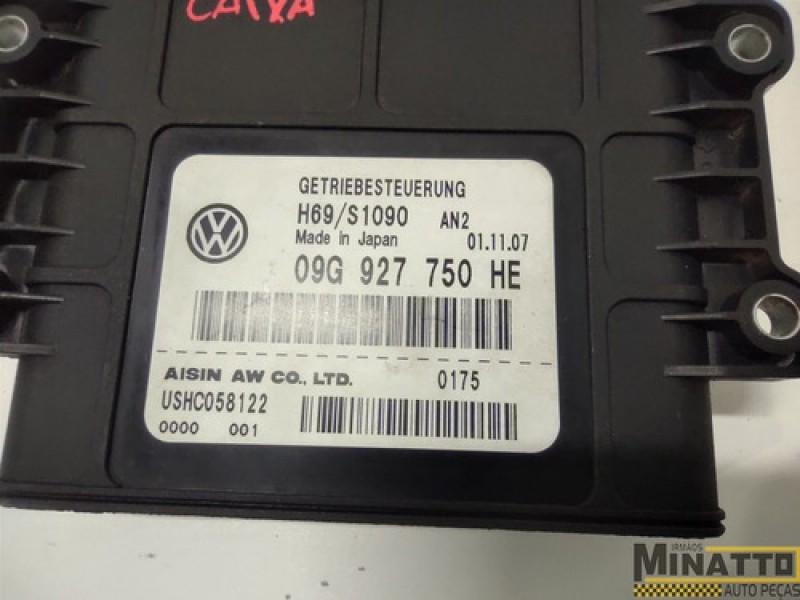 CAIXA
GETRIEBESTEUERUNG
H69/S1090 AN2
Made in Japan 01.11.07
09G 927 750 HE
AISIN AW CO., LTD. 0175
USHC058122
0000 001
IRMÃOS
MINATTO
AUTO PEÇAS